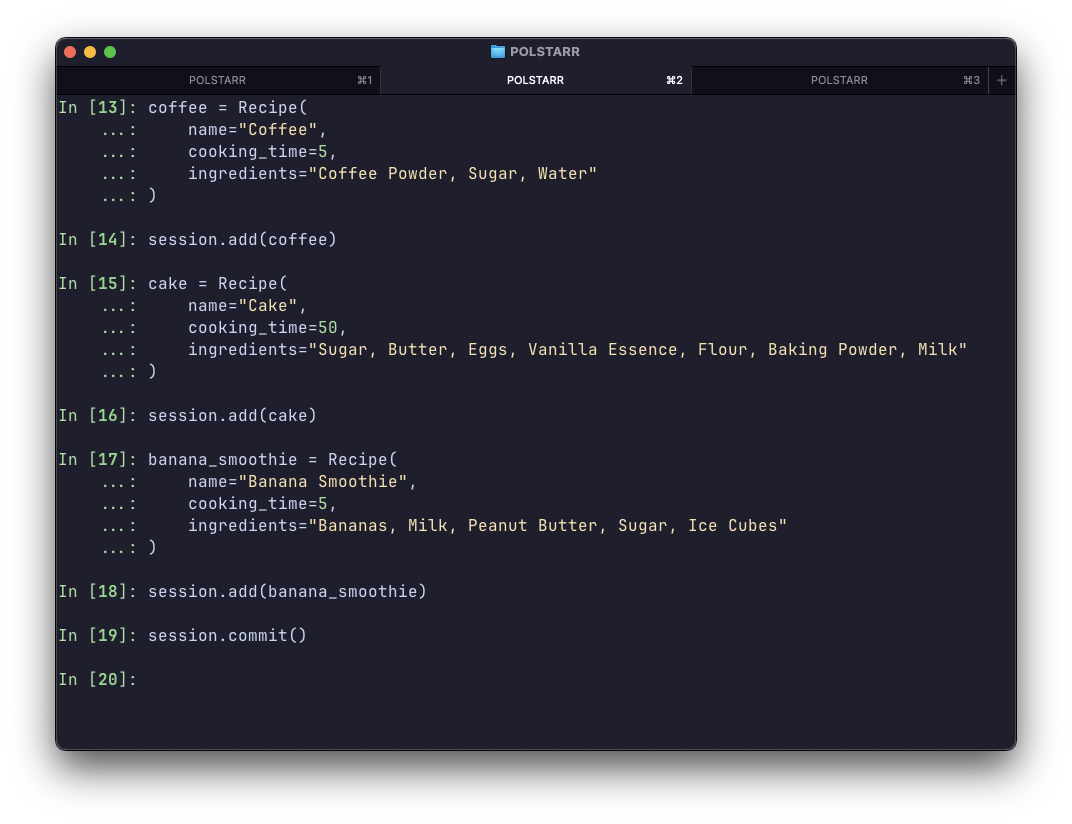 POLSTARR
POLSTARR ⌘1 POLSTARR ⌘2 POLSTARR ⌘3 +
In [13]: coffee = Recipe(
    ...:     name="Coffee",
    ...:     cooking_time=5,
    ...:     ingredients="Coffee Powder, Sugar, Water"
    ...: )
In [14]: session.add(coffee)
In [15]: cake = Recipe(
    ...:     name="Cake",
    ...:     cooking_time=50,
    ...:     ingredients="Sugar, Butter, Eggs, Vanilla Essence, Flour, Baking Powder, Milk"
    ...: )
In [16]: session.add(cake)
In [17]: banana_smoothie = Recipe(
    ...:     name="Banana Smoothie",
    ...:     cooking_time=5,
    ...:     ingredients="Bananas, Milk, Peanut Butter, Sugar, Ice Cubes"
    ...: )
In [18]: session.add(banana_smoothie)
In [19]: session.commit()
In [20]: